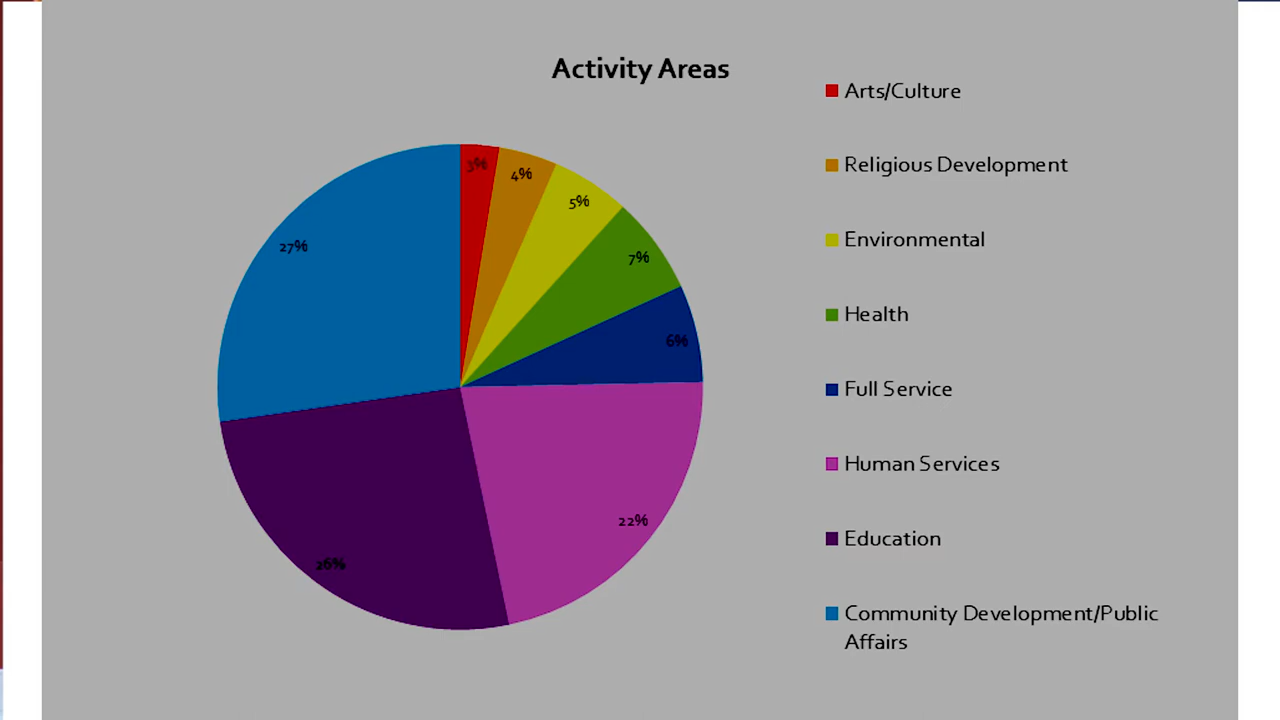 Activity Areas
Arts/Culture
Religious Development
Environmental
Health
Full Service
Human Services
Education
Community Development/Public
Affairs
3%
4%
5%
7%
6%
22%
26%
27%